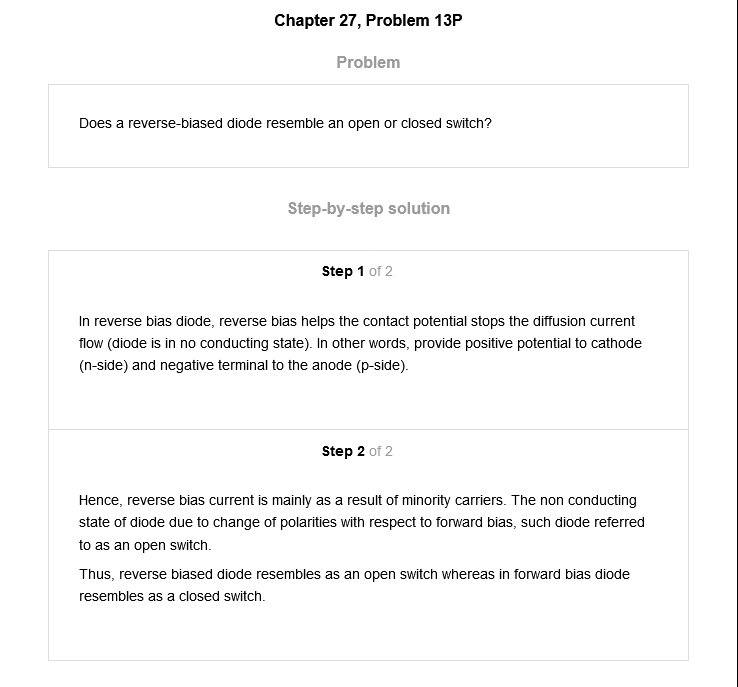 Chapter 27, Problem 13P
Problem
Does a reverse-biased diode resemble an open or closed switch?
Step-by-step solution
Step 1 of 2
In reverse bias diode, reverse bias helps the contact potential stops the diffusion current
flow (diode is in no conducting state). In other words, provide positive potential to cathode
(n-side) and negative terminal to the anode (p-side).
Step 2 of 2
Hence, reverse bias current is mainly as a result of minority carriers. The non conducting
state of diode due to change of polarities with respect to forward bias, such diode referred
to as an open switch.
Thus, reverse biased diode resembles as an open switch whereas in forward bias diode
resembles as a closed switch.